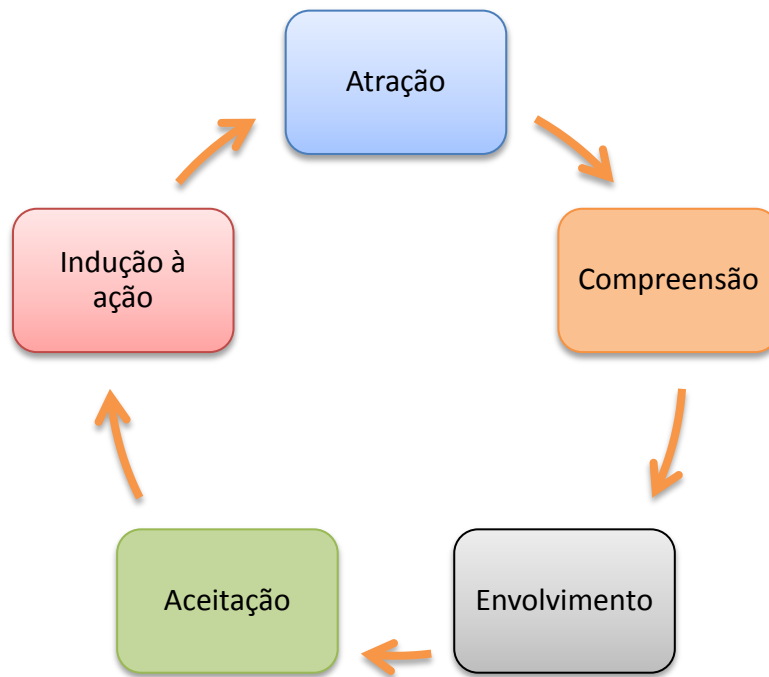 Atração
Compreensão
Envolvimento
Aceitação
Indução à
ação